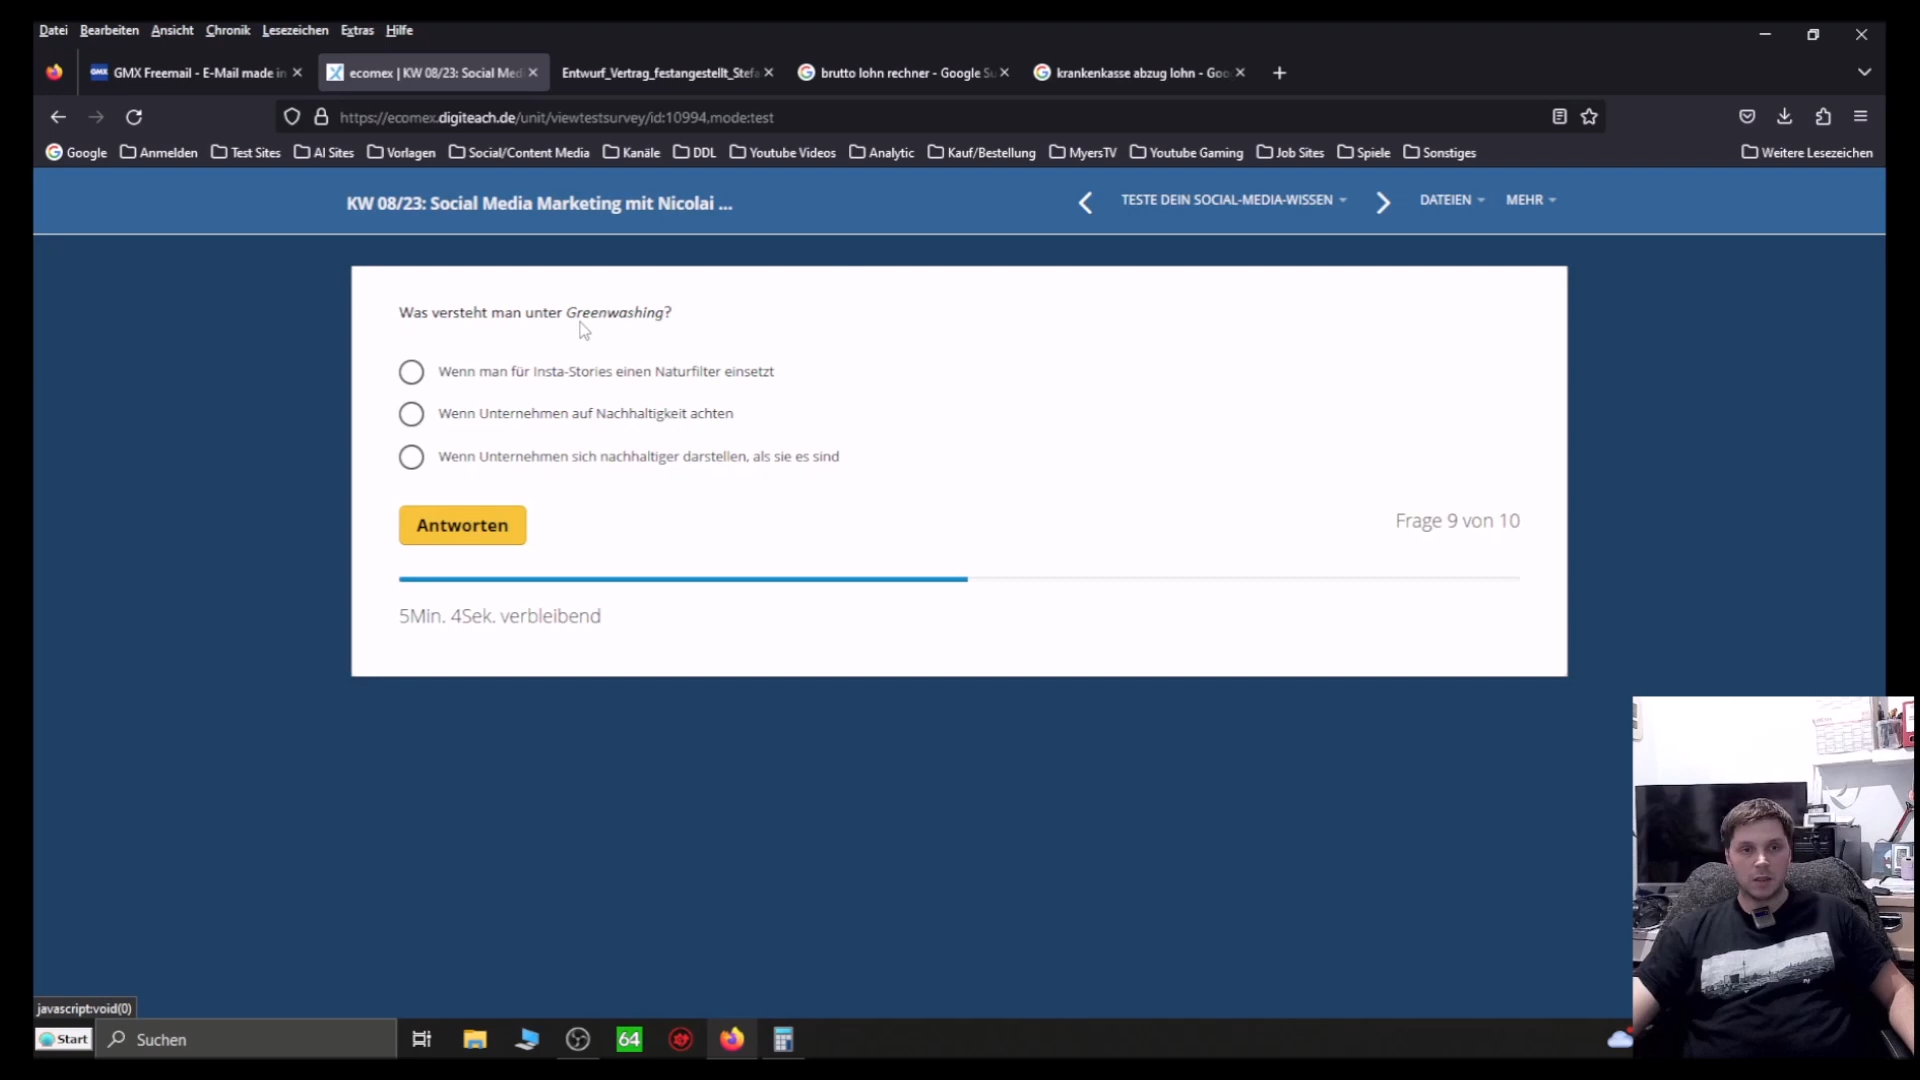 Datei Bearbeiten Ansicht Chronik Lesezeichen Extras Hilfe
GMX GMX Freemail - E-Mail made in ecomex | KW 08/23: Social Med Entwurf_Vertrag_festangestellt_Stefa brutto lohn rechner - Google Su krankenkasse abzug lohn - Goo
https://ecomex.digiteach.de/unit/viewtestsurvey/id:10994,mode:test
Google Anmelden Test Sites AI Sites Vorlagen Social/Content Media Kanäle DDL Youtube Videos Analytic Kauf/Bestellung MyersTV Youtube Gaming Job Sites Spiele Sonstiges Weitere Lesezeichen
KW 08/23: Social Media Marketing mit Nicolai ... TESTE DEIN SOCIAL-MEDIA-WISSEN DATEIEN MEHR
Was versteht man unter Greenwashing?
Wenn man für Insta-Stories einen Naturfilter einsetzt
Wenn Unternehmen auf Nachhaltigkeit achten
Wenn Unternehmen sich nachhaltiger darstellen, als sie es sind
Antworten
Frage 9 von 10
5Min. 4Sek. verbleibend
javascript:void(0)
Start Suchen 64